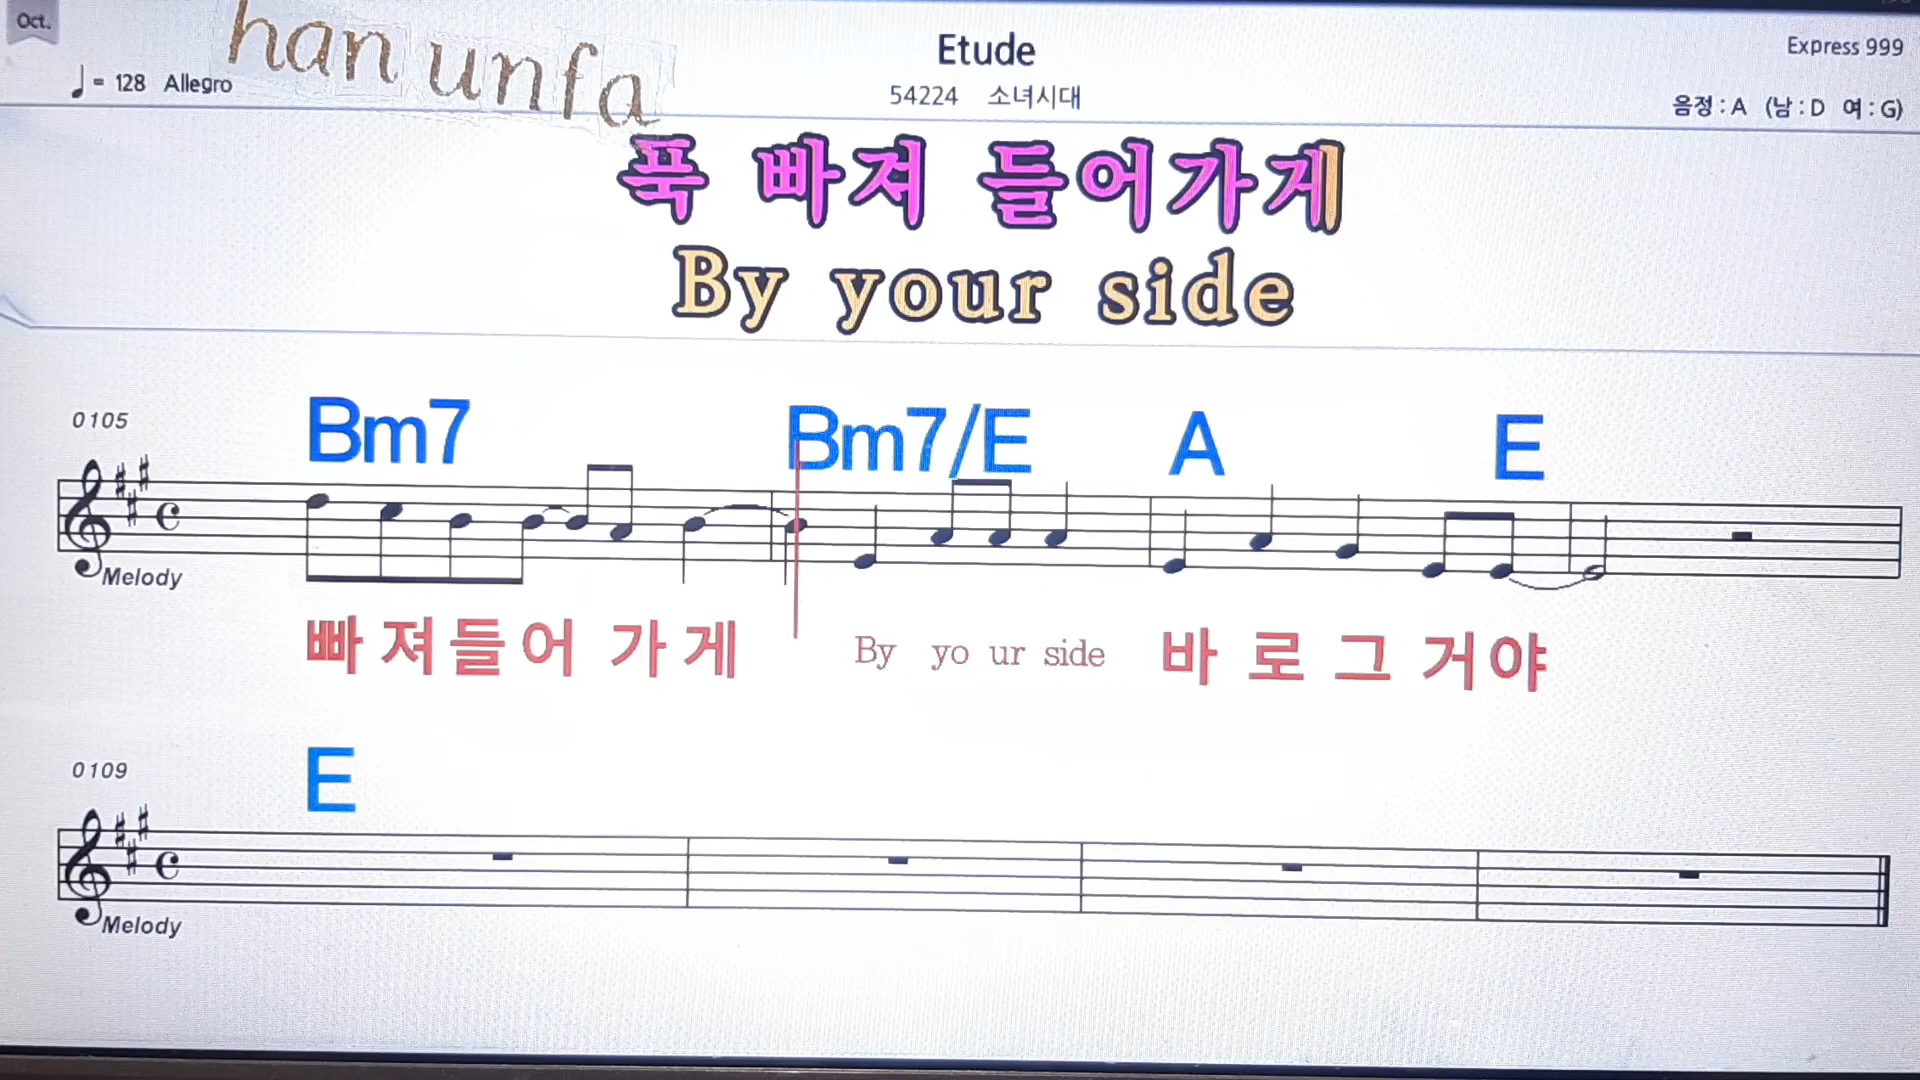 Oct.
han unfa
Etude
Express 999
♩ = 128 Allegro
54224 소녀시대
음정 : A (남 : D 여 : G)
푹 빠져 들어가게
By your side
0105
Bm7 Bm7/E A E
Melody
빠 져 들 어 가 게 By yo ur side 바 로 그 거 야
0109
E
Melody